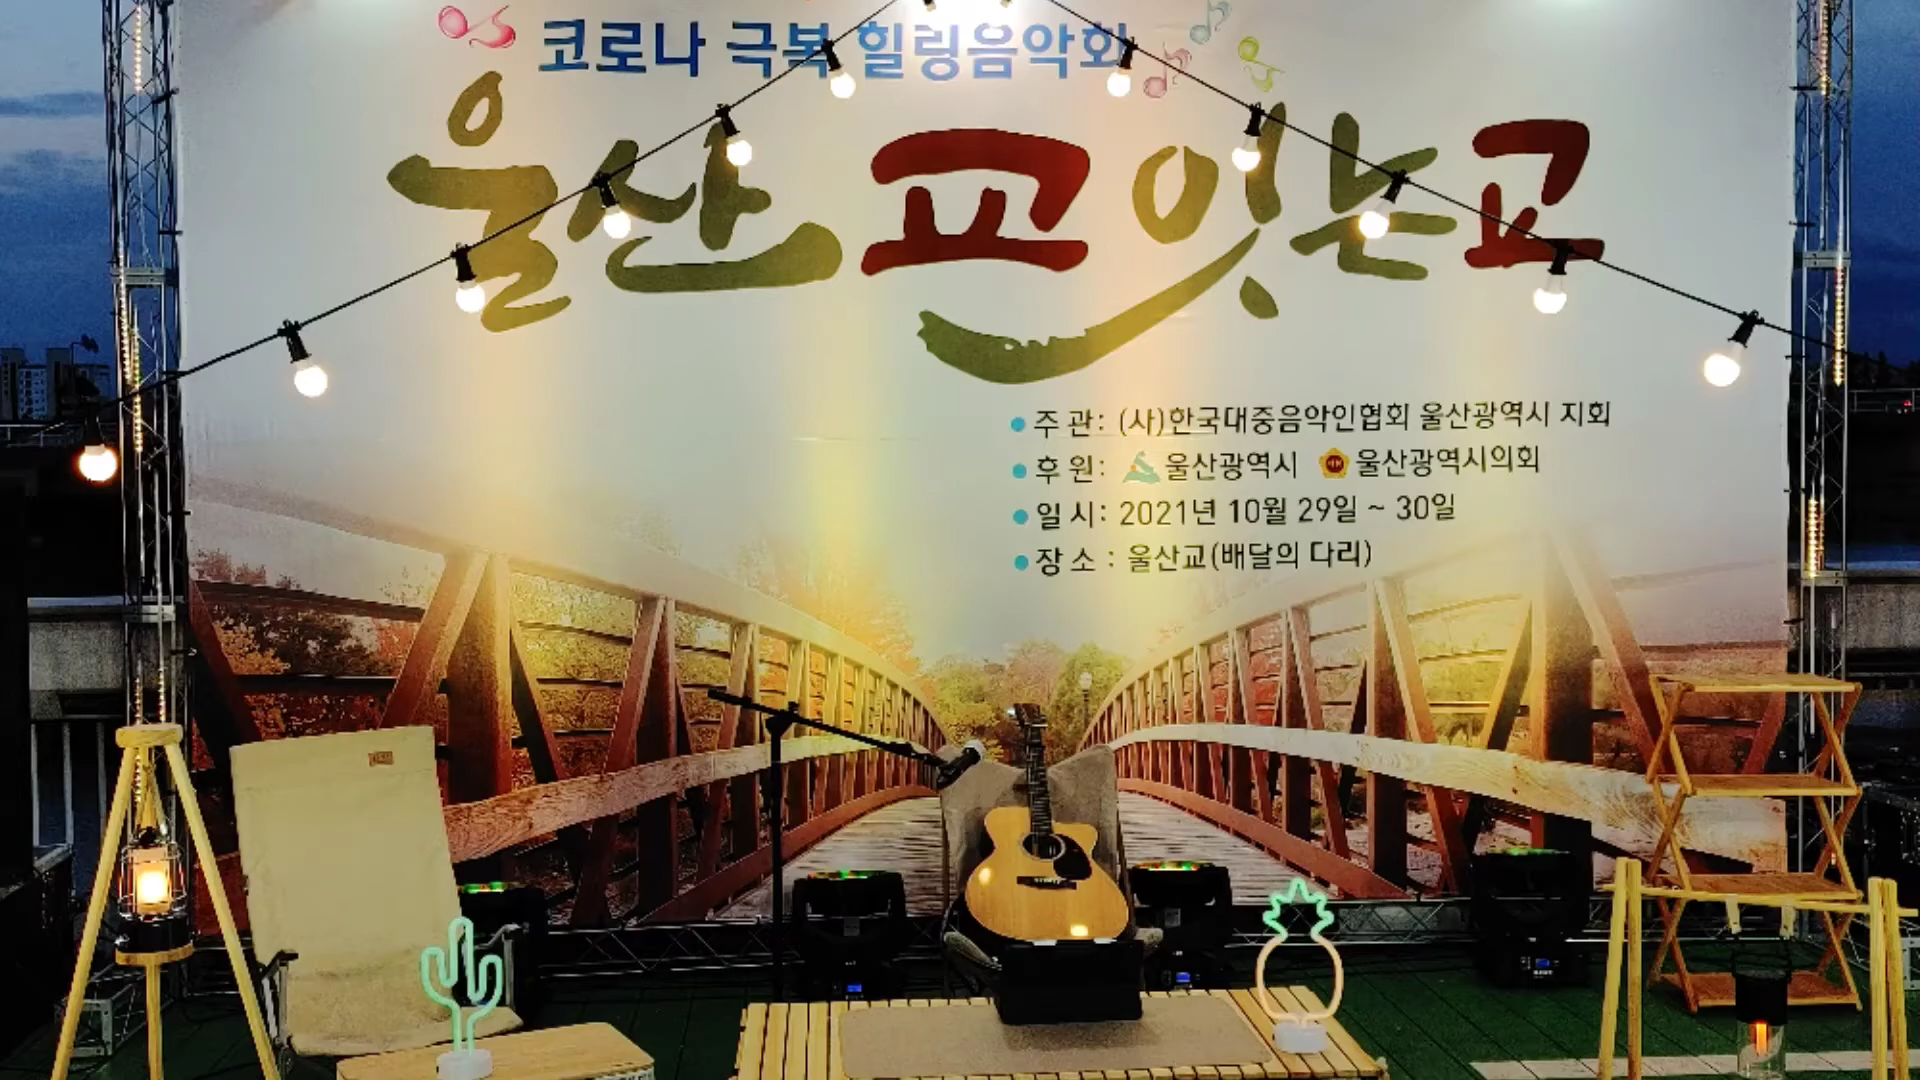 코로나 극복 힐링음악회
울산 교 잇는 교
주관: (사)한국대중음악인협회 울산광역시 지회
후원: 울산광역시 울산광역시의회
일시: 2021년 10월 29일 ~ 30일
장소 : 울산교(배달의 다리)